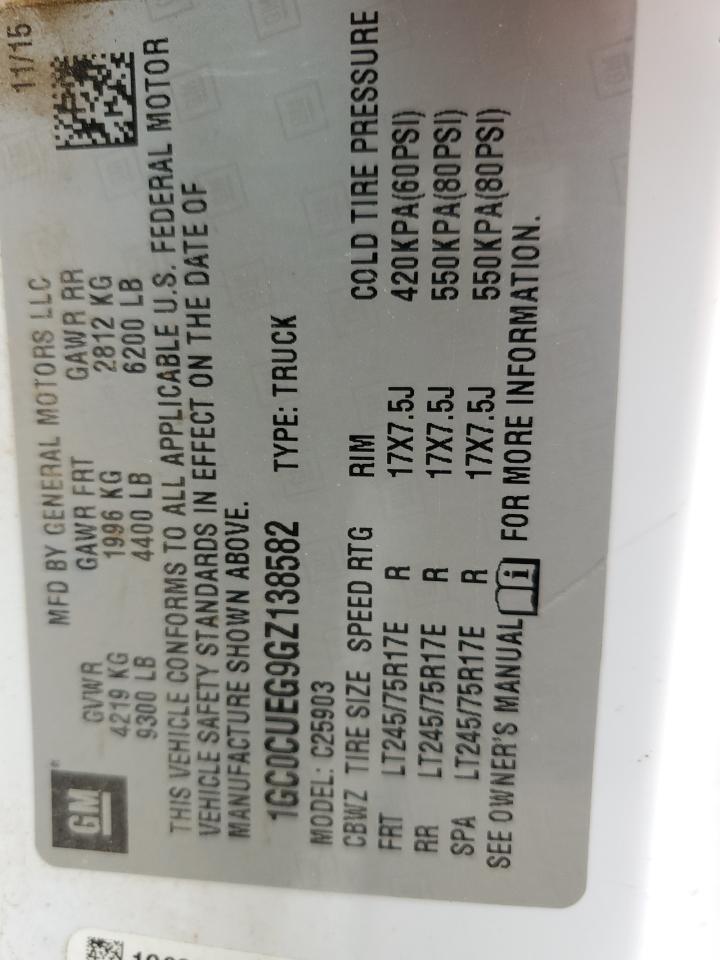 GM
MFD BY GENERAL MOTORS LLC 11/15
GVWR GAWR FRT GAWR RR
4219 KG 1996 KG 2812 KG
9300 LB 4400 LB 6200 LB
THIS VEHICLE CONFORMS TO ALL APPLICABLE U.S. FEDERAL MOTOR
VEHICLE SAFETY STANDARDS IN EFFECT ON THE DATE OF
MANUFACTURE SHOWN ABOVE.
1GC0CUEG9GZ138582 TYPE: TRUCK
MODEL: C25903
CBWZ TIRE SIZE SPEED RTG RIM COLD TIRE PRESSURE
FRT LT245/75R17E R 17X7.5J 420KPA(60PSI)
RR LT245/75R17E R 17X7.5J 550KPA(80PSI)
SPA LT245/75R17E R 17X7.5J 550KPA(80PSI)
SEE OWNER'S MANUAL i FOR MORE INFORMATION.